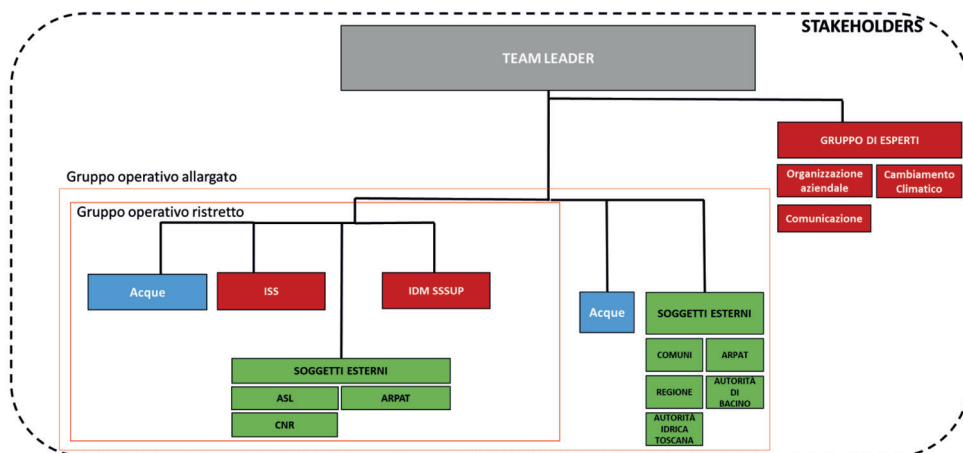 STAKEHOLDERS
TEAM LEADER
GRUPPO DI ESPERTI
Organizzazione
aziendale
Cambiamento
Climatico
Comunicazione
Gruppo operativo allargato
Gruppo operativo ristretto
Acque
ISS
IDM SSSUP
SOGGETTI ESTERNI
ASL
ARPAT
CNR
Acque
SOGGETTI ESTERNI
COMUNI
ARPAT
REGIONE
AUTORITÀ
DI
BACINO
AUTORITÀ
IDRICA
TOSCANA